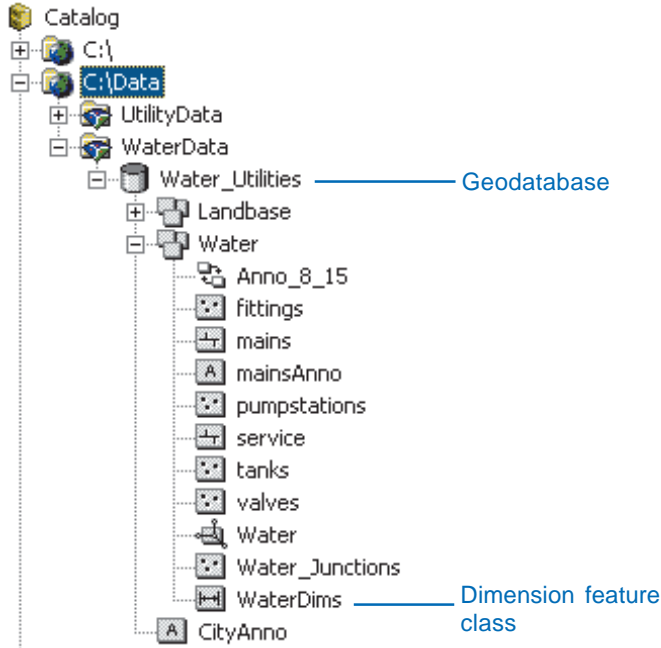 Catalog
C:\
C:\Data
UtilityData
WaterData
Water_Utilities
Geodatabase
Landbase
Water
Anno_8_15
fittings
mains
A mainsAnno
pumpstations
service
tanks
valves
Water
Water_Junctions
WaterDims
Dimension feature
class
A CityAnno